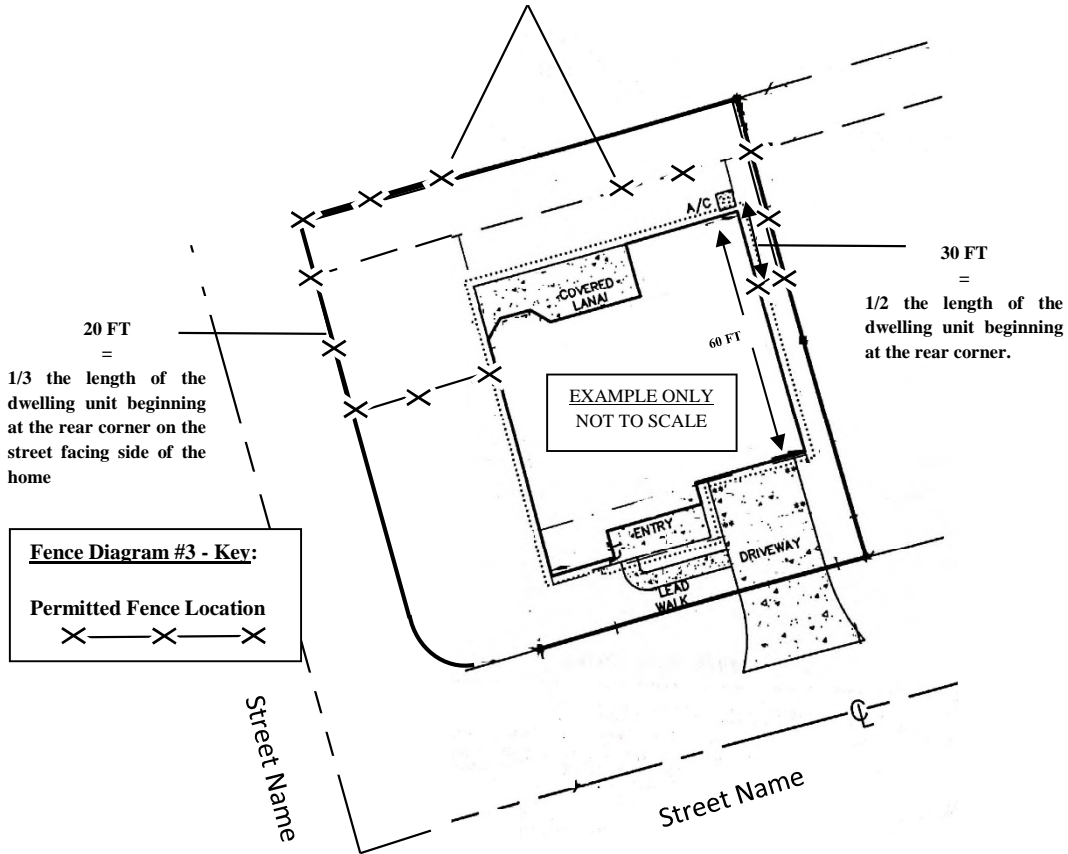 A/C
COVERED
LANAI
30 FT
=
1/2 the length of the
dwelling unit beginning
at the rear corner.
20 FT
=
1/3 the length of the
dwelling unit beginning
at the rear corner on the
street facing side of the
home
60 FT
EXAMPLE ONLY
NOT TO SCALE
ENTRY
DRIVEWAY
LEAD
WALK
Fence Diagram #3 - Key:
Permitted Fence Location
Street Name
Street Name
CL